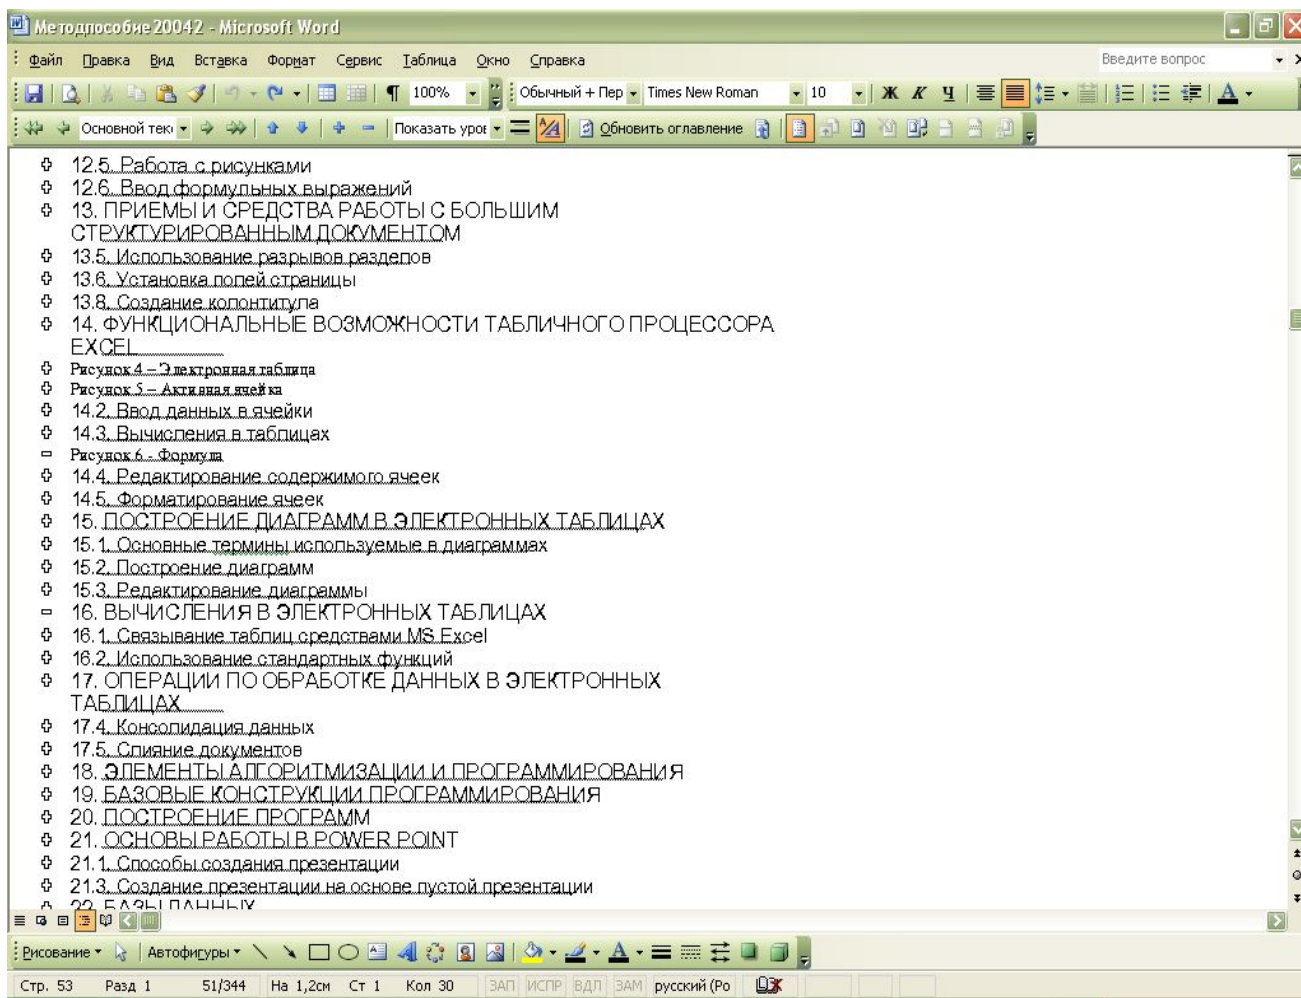 Методпособие20042 - Microsoft Word
Файл Правка Вид Вставка Формат Сервис Таблица Окно Справка Введите вопрос
100% Обычный + Пер Times New Roman 10 Ж К Ч А
Основной текс Показать уров Обновить оглавление
12.5. Работа с рисунками
12.6. Ввод формульных выражений
13. ПРИЕМЫ И СРЕДСТВА РАБОТЫ С БОЛЬШИМ
СТРУКТУРИРОВАННЫМ ДОКУМЕНТОМ
13.5. Использование разрывов разделов
13.6. Установка полей страницы
13.8. Создание колонтитула
14. ФУНКЦИОНАЛЬНЫЕ ВОЗМОЖНОСТИ ТАБЛИЧНОГО ПРОЦЕССОРА
EXCEL
Рисунок 4 – Электронная таблица
Рисунок 5 – Активная ячейка
14.2. Ввод данных в ячейки
14.3. Вычисления в таблицах
Рисунок 6 - Формула
14.4. Редактирование содержимого ячеек
14.5. Форматирование ячеек
15. ПОСТРОЕНИЕ ДИАГРАММ В ЭЛЕКТРОННЫХ ТАБЛИЦАХ
15.1. Основные термины используемые в диаграммах
15.2. Построение диаграмм
15.3. Редактирование диаграммы
16. ВЫЧИСЛЕНИЯ В ЭЛЕКТРОННЫХ ТАБЛИЦАХ
16.1. Связывание таблиц средствами MS Excel
16.2. Использование стандартных функций
17. ОПЕРАЦИИ ПО ОБРАБОТКЕ ДАННЫХ В ЭЛЕКТРОННЫХ
ТАБЛИЦАХ
17.4. Консолидация данных
17.5. Слияние документов
18. ЭЛЕМЕНТЫ АЛГОРИТМИЗАЦИИ И ПРОГРАММИРОВАНИЯ
19. БАЗОВЫЕ КОНСТРУКЦИИ ПРОГРАММИРОВАНИЯ
20. ПОСТРОЕНИЕ ПРОГРАММ
21. ОСНОВЫ РАБОТЫ В POWER POINT
21.1. Способы создания презентации
21.3. Создание презентации на основе пустой презентации
22. БАЗЫ ДАННЫХ
Рисование Автофигуры
Стр. 53 Разд 1 51/344 На 1,2см Ст 1 Кол 30 ЗАП ИСПР ВДЛ ЗАМ русский (Ро